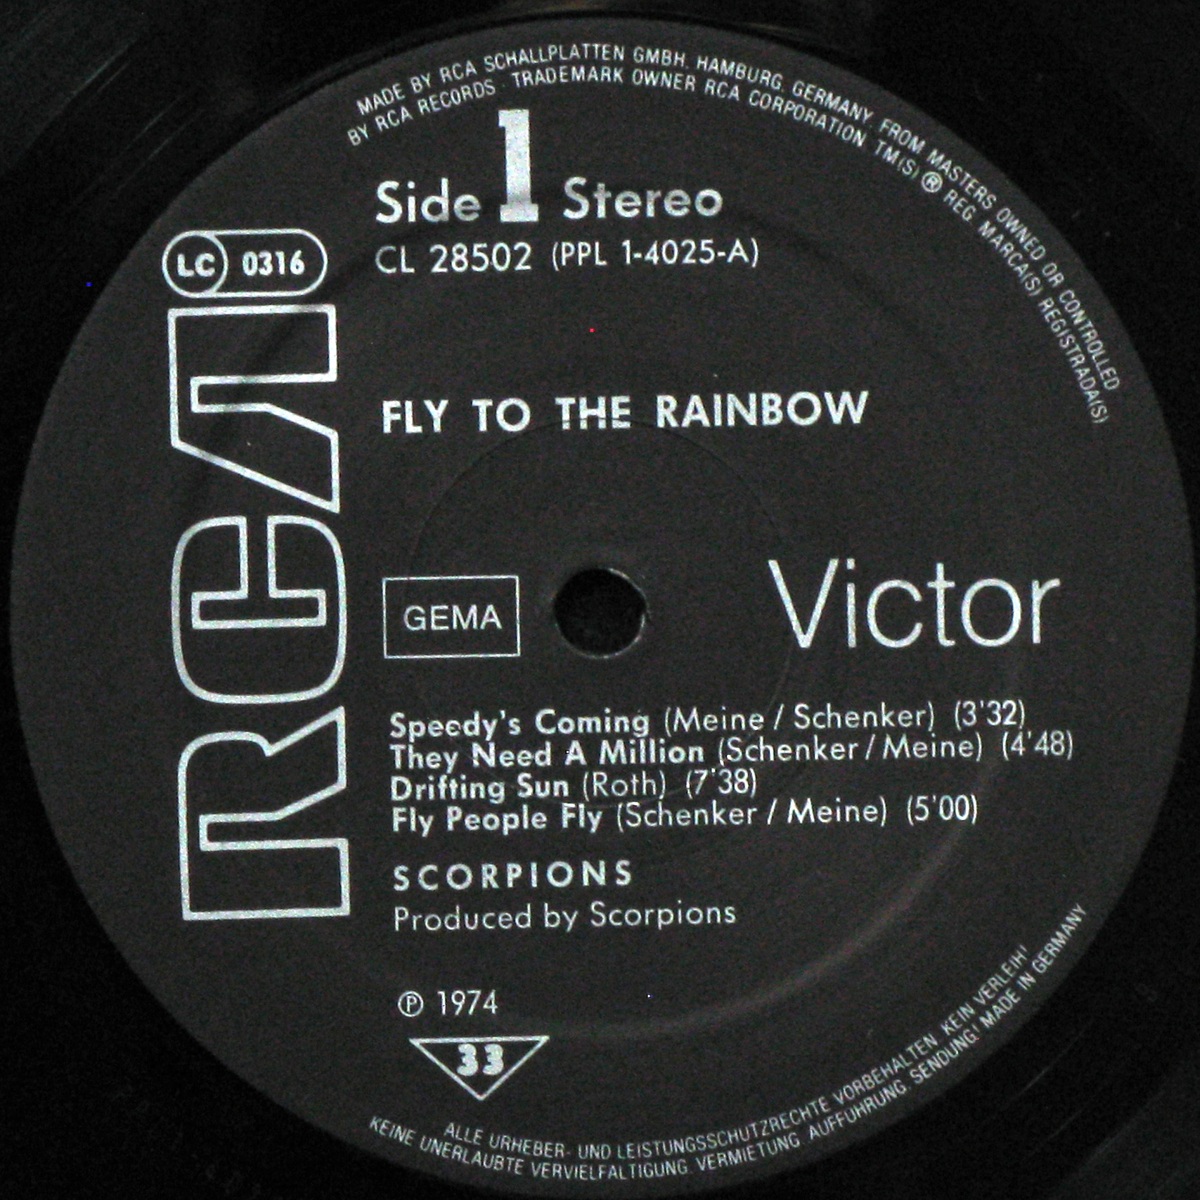 MADE BY RCA SCHALLPLATTEN GMBH. HAMBURG. GERMANY FROM MASTERS OWNED OR CONTROLLED
BY RCA RECORDS · TRADEMARK OWNER RCA CORPORATION TM(S) ® REG. MARCA(S) REGISTRADA(S)
Side 1 Stereo
CL 28502 (PPL 1-4025-A)
LC 0316
RCA
FLY TO THE RAINBOW
GEMA
Victor
Speedy's Coming (Meine / Schenker) (3'32)
They Need A Million (Schenker / Meine) (4'48)
Drifting Sun (Roth) (7'38)
Fly People Fly (Schenker / Meine) (5'00)
SCORPIONS
Produced by Scorpions
℗ 1974
33
ALLE URHEBER- UND LEISTUNGSSCHUTZRECHTE VORBEHALTEN. KEIN VERLEIH!
KEINE UNERLAUBTE VERVIELFÄLTIGUNG. VERMIETUNG. AUFFÜHRUNG. SENDUNG! MADE IN GERMANY